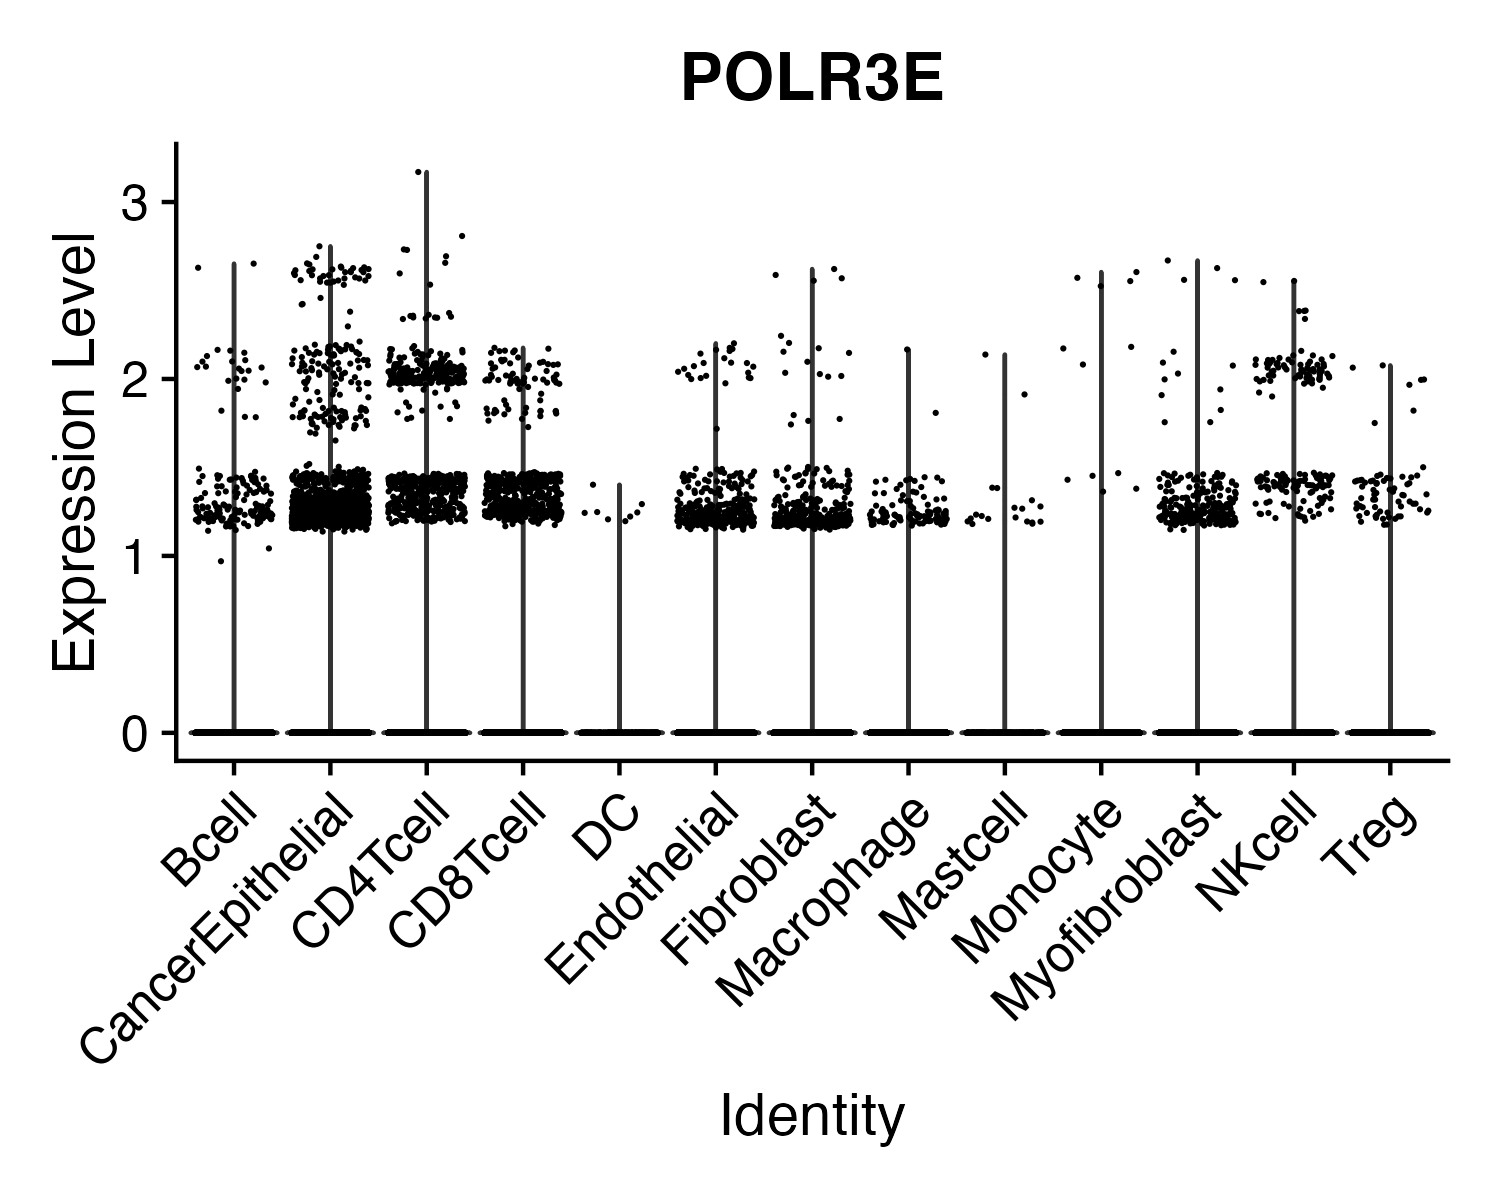 POLR3E
Expression Level
3
2
1
0
Bcell
CancerEpithelial
CD4Tcell
CD8Tcell
DC
Endothelial
Fibroblast
Macrophage
Mastcell
Monocyte
Myofibroblast
NKcell
Treg
Identity